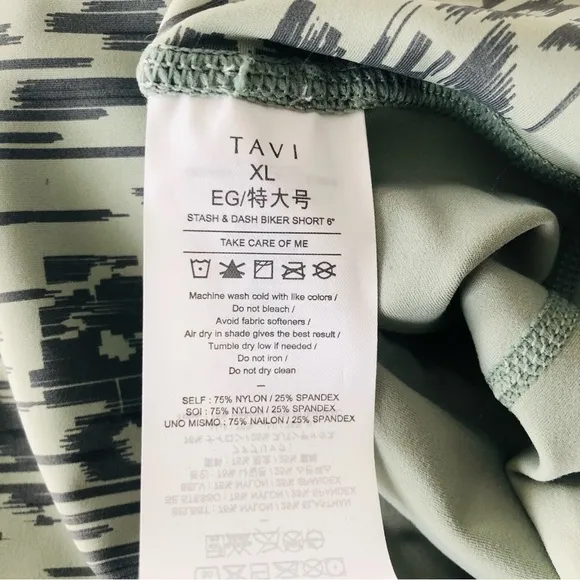 TAVI
XL
EG/特大号
STASH & DASH BIKER SHORT 6"
TAKE CARE OF ME
Machine wash cold with like colors /
Do not bleach /
Avoid fabric softeners /
Air dry in shade gives the best result /
Tumble dry low if needed /
Do not iron /
Do not dry clean
—
SELF : 75% NYLON / 25% SPANDEX
SOI : 75% NYLON / 25% SPANDEX
UNO MISMO : 75% NAILON / 25% SPANDEX